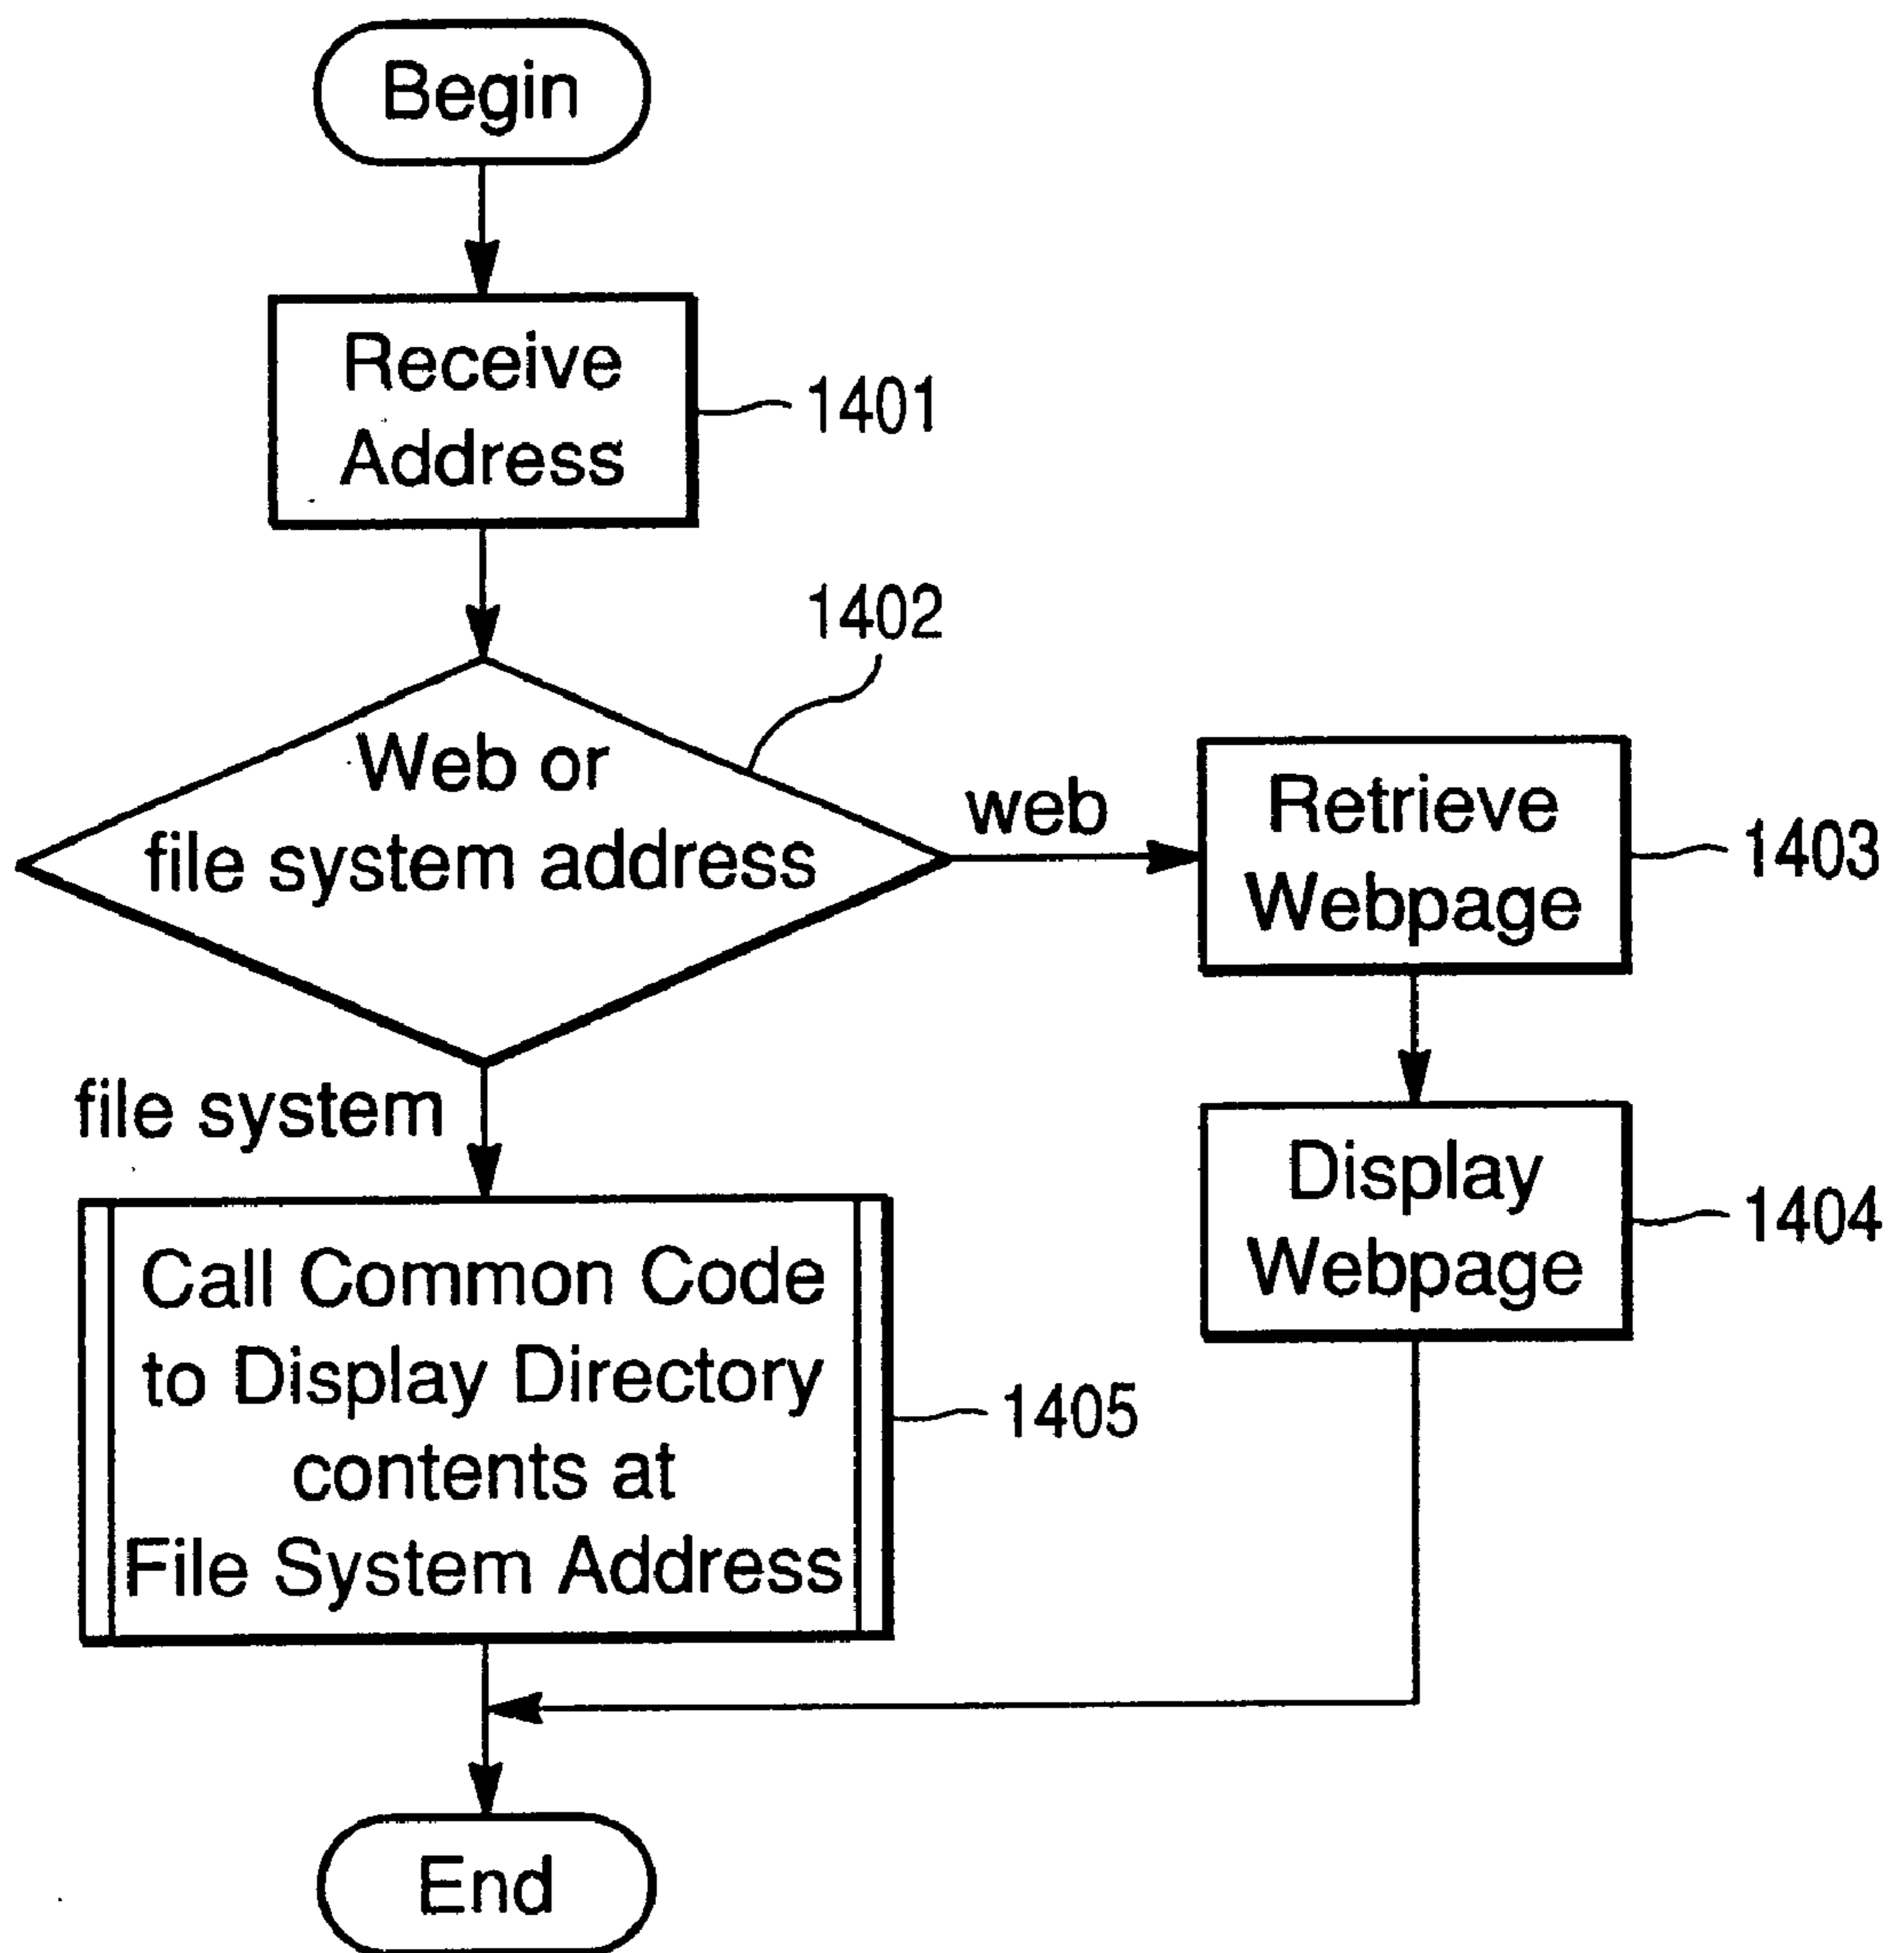 Begin
Receive
Address
1401
1402
Web or
file system address
web
Retrieve
Webpage
1403
file system
Display
Webpage
1404
Call Common Code
to Display Directory
contents at
File System Address
1405
End